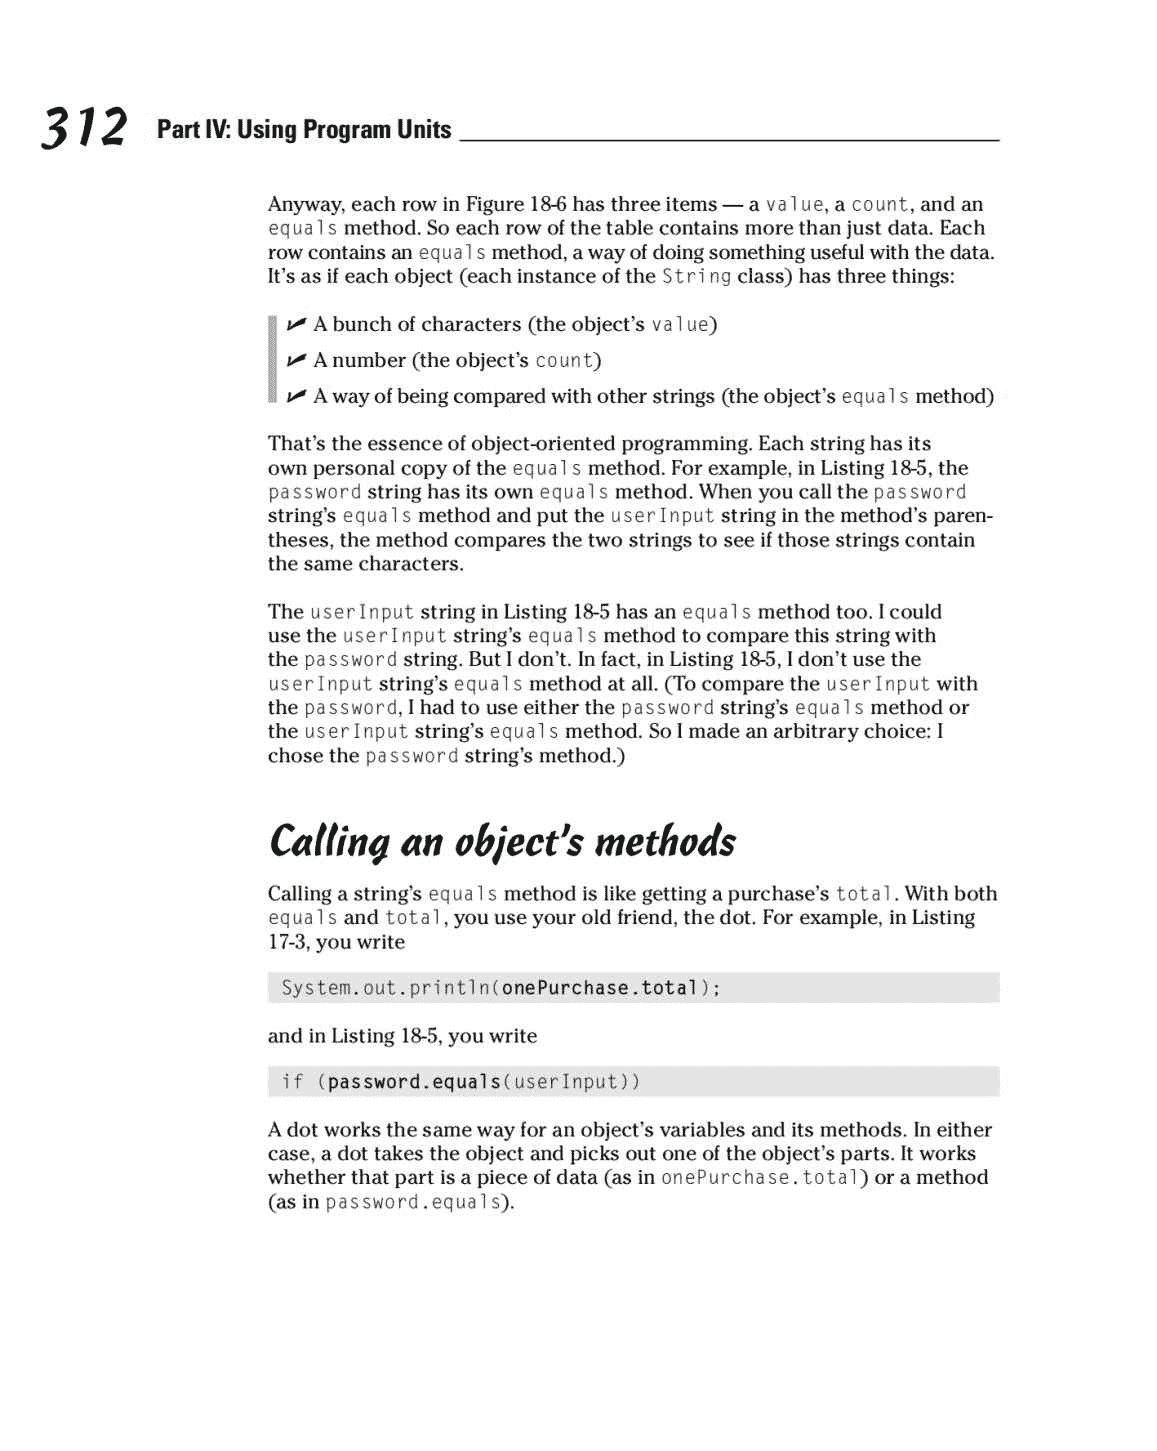 312 Part IV: Using Program Units
Anyway, each row in Figure 18-6 has three items — a value, a count, and an
equals method. So each row of the table contains more than just data. Each
row contains an equals method, a way of doing something useful with the data.
It’s as if each object (each instance of the String class) has three things:
✓ A bunch of characters (the object’s value)
✓ A number (the object’s count)
✓ A way of being compared with other strings (the object’s equals method)
That’s the essence of object-oriented programming. Each string has its
own personal copy of the equals method. For example, in Listing 18-5, the
password string has its own equals method. When you call the password
string’s equals method and put the userInput string in the method’s paren-
theses, the method compares the two strings to see if those strings contain
the same characters.
The userInput string in Listing 18-5 has an equals method too. I could
use the userInput string’s equals method to compare this string with
the password string. But I don’t. In fact, in Listing 18-5, I don’t use the
userInput string’s equals method at all. (To compare the userInput with
the password, I had to use either the password string’s equals method or
the userInput string’s equals method. So I made an arbitrary choice: I
chose the password string’s method.)
Calling an object’s methods
Calling a string’s equals method is like getting a purchase’s total. With both
equals and total, you use your old friend, the dot. For example, in Listing
17-3, you write
System.out.println(onePurchase.total);
and in Listing 18-5, you write
if (password.equals(userInput))
A dot works the same way for an object’s variables and its methods. In either
case, a dot takes the object and picks out one of the object’s parts. It works
whether that part is a piece of data (as in onePurchase.total) or a method
(as in password.equals).